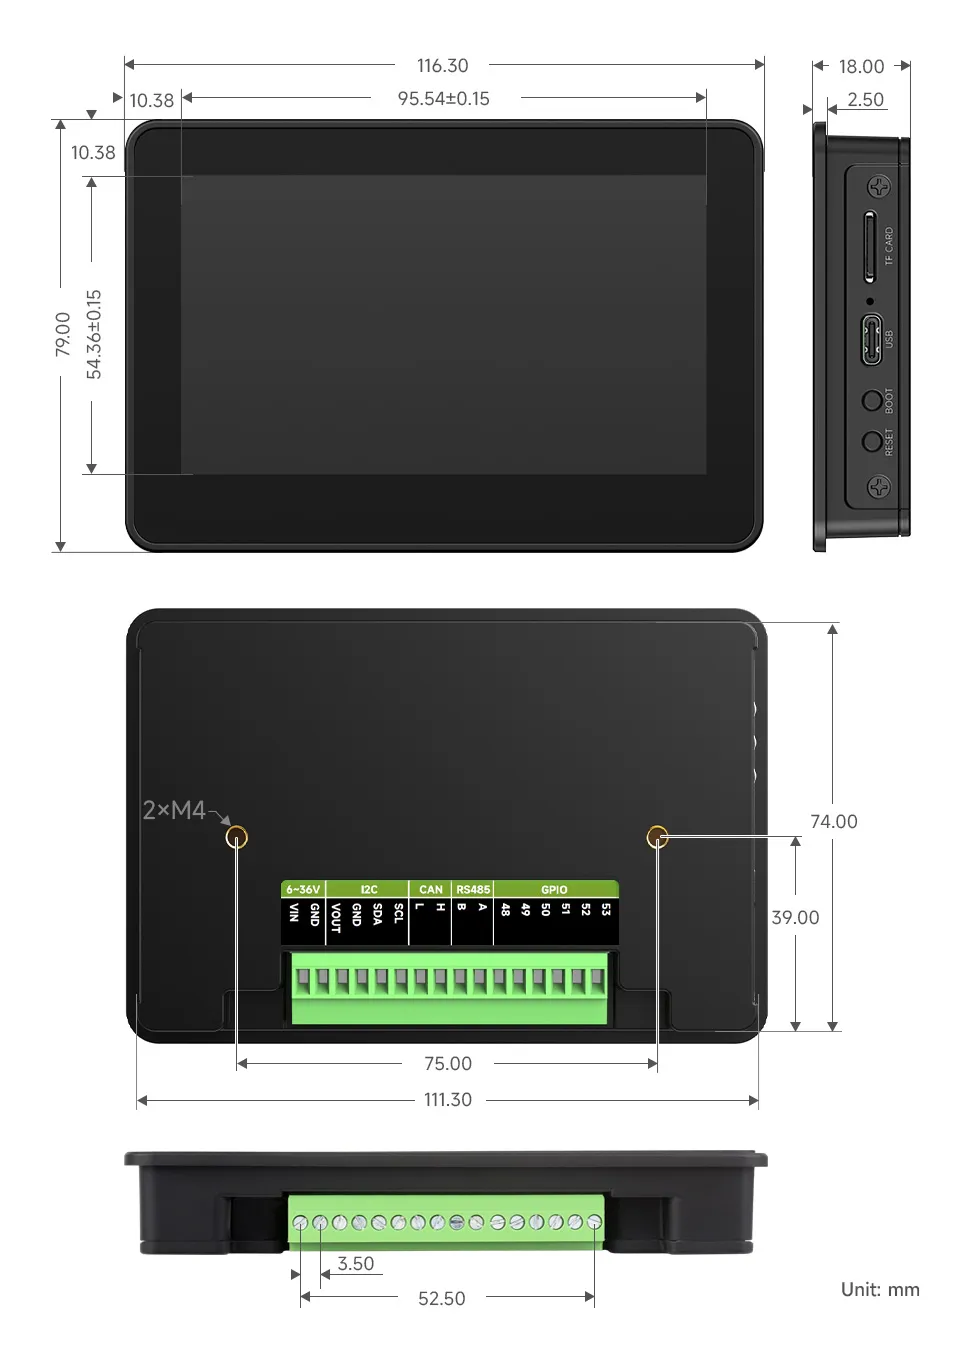 116.30
18.00
10.38
95.54±0.15
2.50
10.38
79.00
54.36±0.15
TF CARD
USB
BOOT
RESET
2×M4
74.00
39.00
6~36V I2C CAN RS485 GPIO
VIN GND VOUT GND SDA SCL L H B A 48 49 50 51 52 53
75.00
111.30
3.50
52.50
Unit: mm